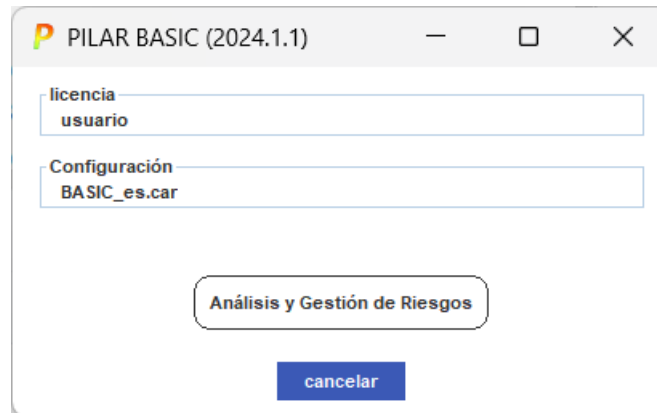 PILAR BASIC (2024.1.1)
licencia
usuario
Configuración
BASIC_es.car
Análisis y Gestión de Riesgos
cancelar